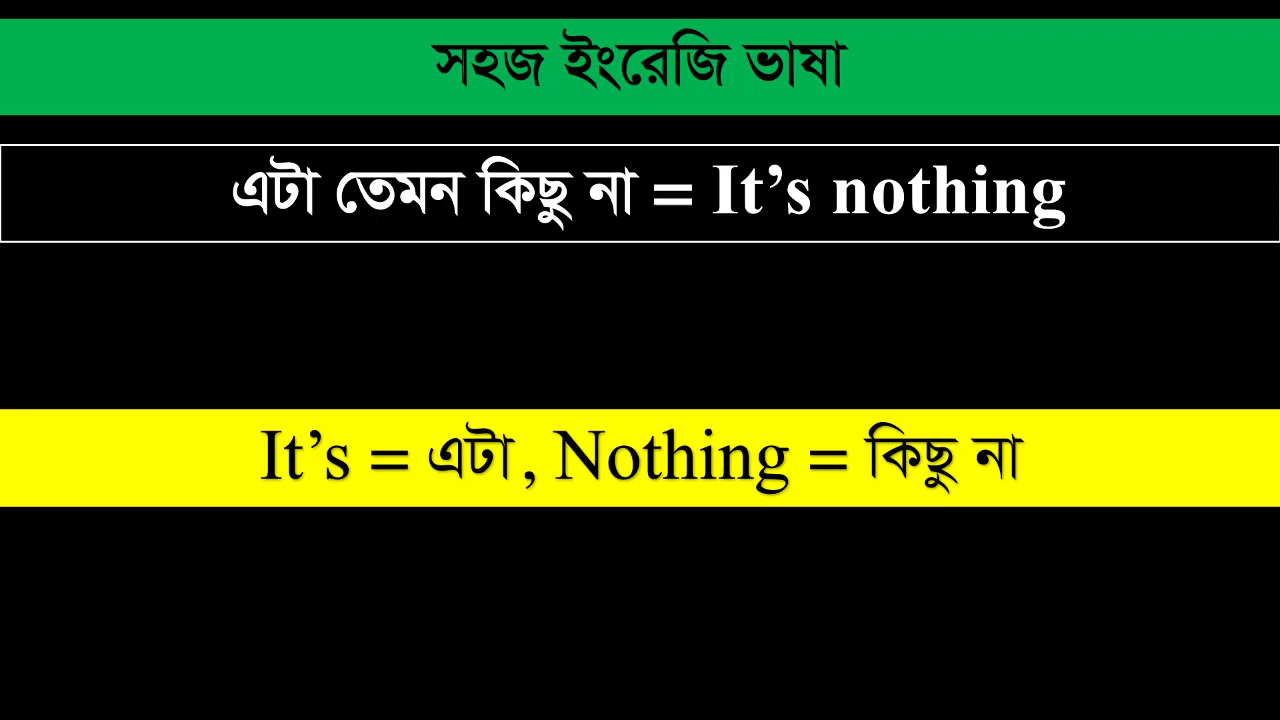 সহজ ইংরেজি ভাষা
এটা তেমন কিছু না = It’s nothing
It’s = এটা, Nothing = কিছু না